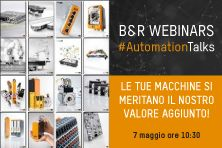 B&R WEBINARS
#AutomationTalks
LE TUE MACCHINE SI
MERITANO IL NOSTRO
VALORE AGGIUNTO!
7 maggio ore 10:30